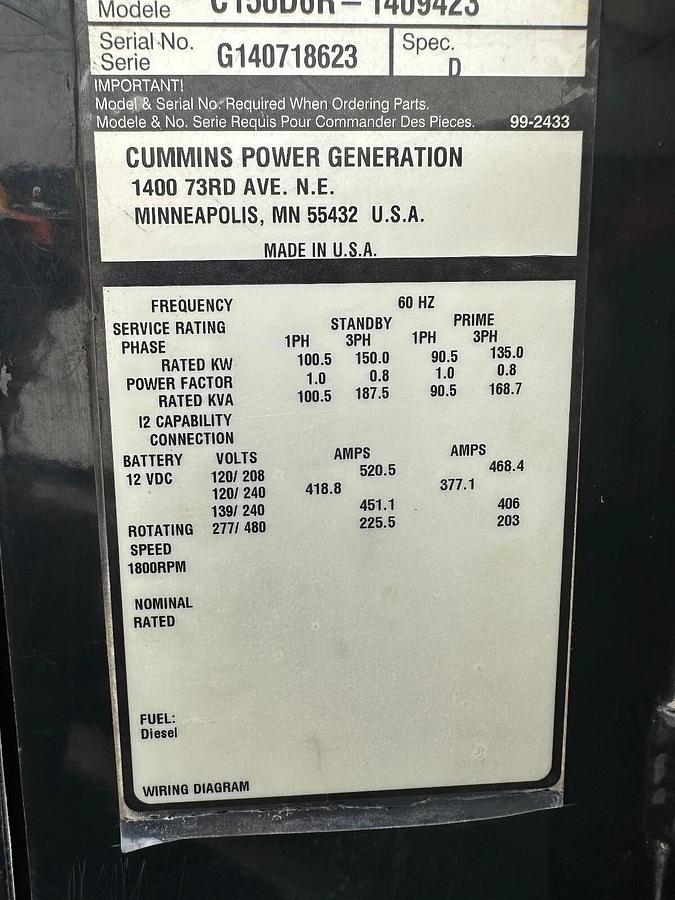 Modele C150D6R – 1409423
Serial No. G140718623 Spec.
Serie D
IMPORTANT!
Model & Serial No. Required When Ordering Parts.
Modele & No. Serie Requis Pour Commander Des Pieces. 99-2433
CUMMINS POWER GENERATION
1400 73RD AVE. N.E.
MINNEAPOLIS, MN 55432 U.S.A.
MADE IN U.S.A.
FREQUENCY 60 HZ
SERVICE RATING STANDBY PRIME
PHASE 1PH 3PH 1PH 3PH
RATED KW 100.5 150.0 90.5 135.0
POWER FACTOR 1.0 0.8 1.0 0.8
RATED KVA 100.5 187.5 90.5 168.7
I2 CAPABILITY
CONNECTION
BATTERY VOLTS AMPS AMPS
12 VDC 120/ 208 520.5 468.4
120/ 240 418.8 377.1
139/ 240 451.1 406
ROTATING 277/ 480 225.5 203
SPEED
1800RPM
NOMINAL
RATED
FUEL:
Diesel
WIRING DIAGRAM